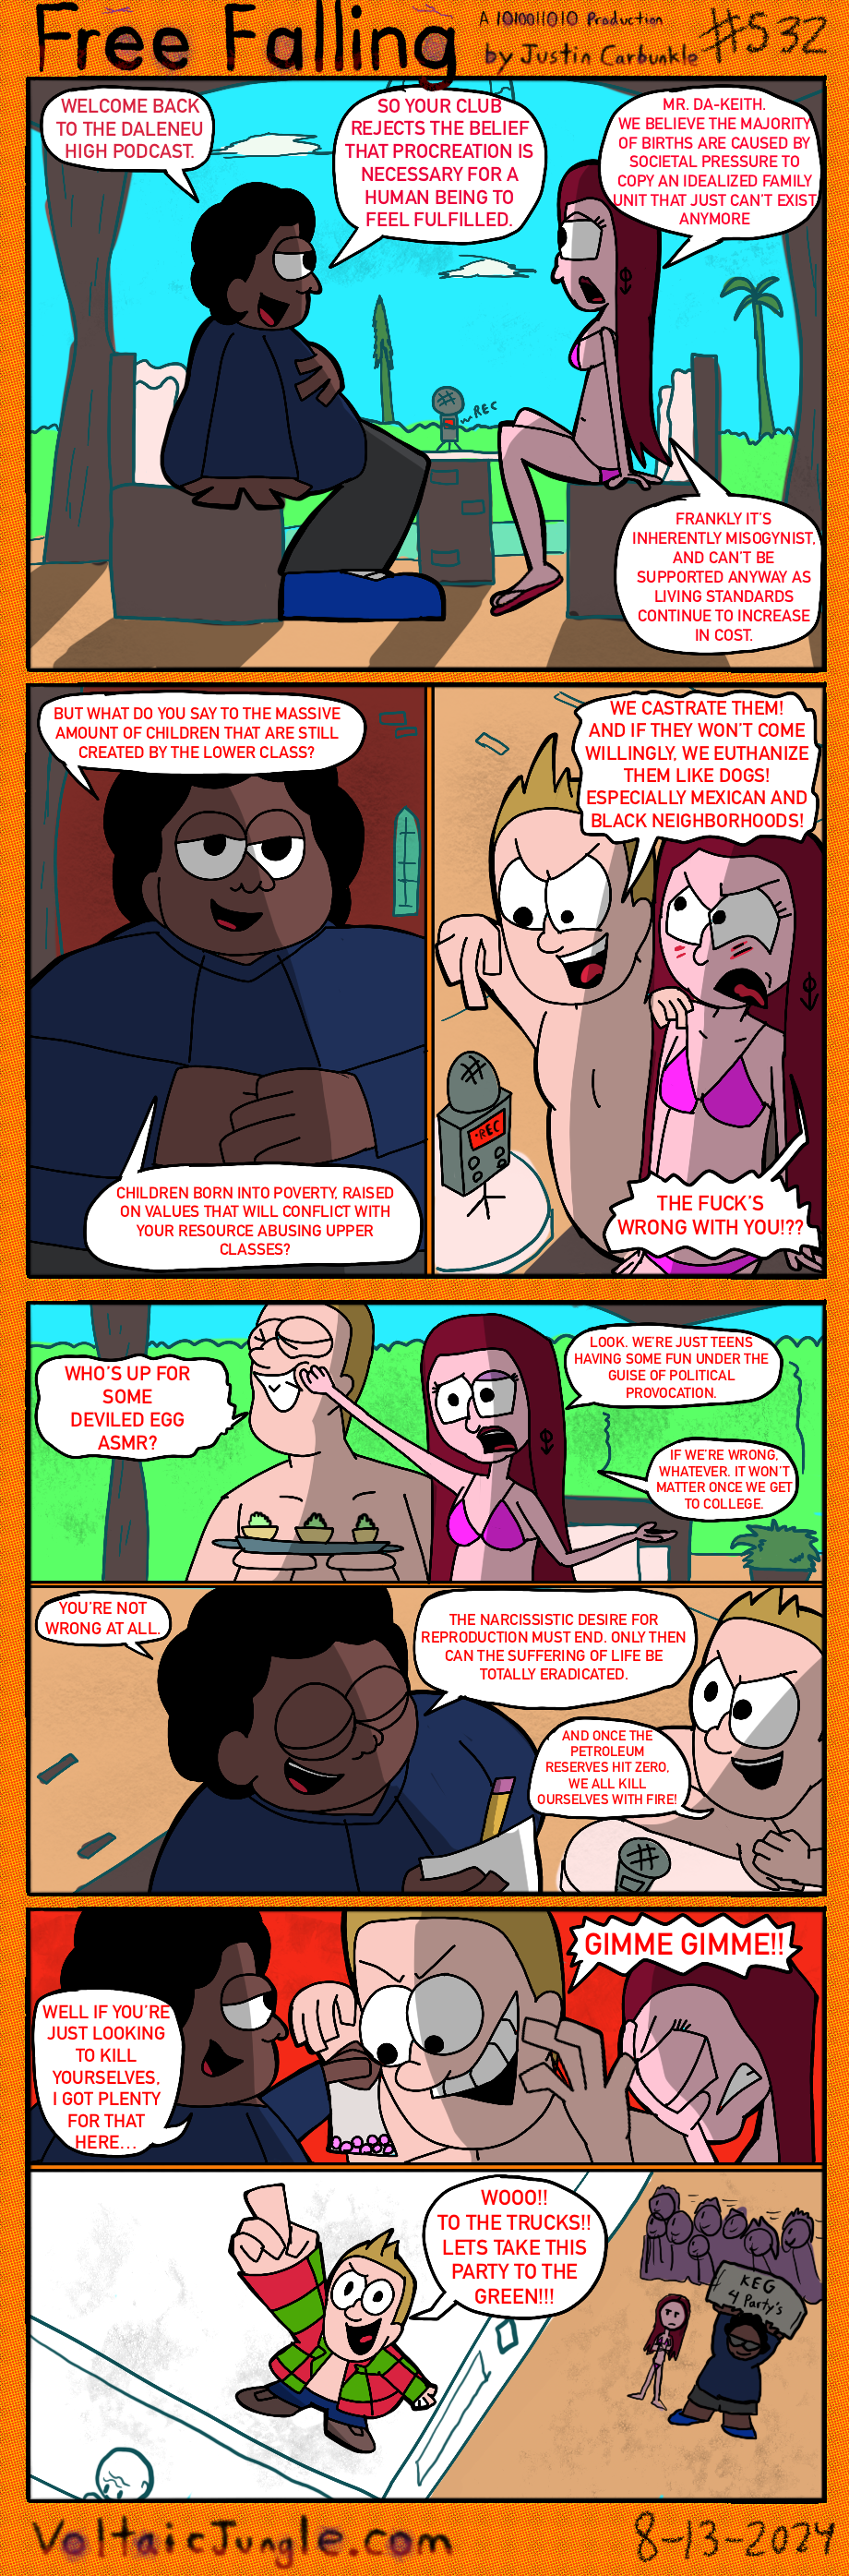 Free Falling
A 101001010 Production
by Justin Carbunkle
#532
WELCOME BACK
TO THE DALENEU
HIGH PODCAST.
SO YOUR CLUB
REJECTS THE BELIEF
THAT PROCREATION IS
NECESSARY FOR A
HUMAN BEING TO
FEEL FULFILLED.
MR. DA-KEITH.
WE BELIEVE THE MAJORITY
OF BIRTHS ARE CAUSED BY
SOCIETAL PRESSURE TO
COPY AN IDEALIZED FAMILY
UNIT THAT JUST CAN'T EXIST
ANYMORE
REC
FRANKLY IT'S
INHERENTLY MISOGYNIST,
AND CAN'T BE
SUPPORTED ANYWAY AS
LIVING STANDARDS
CONTINUE TO INCREASE
IN COST.
BUT WHAT DO YOU SAY TO THE MASSIVE
AMOUNT OF CHILDREN THAT ARE STILL
CREATED BY THE LOWER CLASS?
CHILDREN BORN INTO POVERTY, RAISED
ON VALUES THAT WILL CONFLICT WITH
YOUR RESOURCE ABUSING UPPER
CLASSES?
WE CASTRATE THEM!
AND IF THEY WON'T COME
WILLINGLY, WE EUTHANIZE
THEM LIKE DOGS!
ESPECIALLY MEXICAN AND
BLACK NEIGHBORHOODS!
•REC
THE FUCK'S
WRONG WITH YOU!??
WHO'S UP FOR
SOME
DEVILED EGG
ASMR?
LOOK. WE'RE JUST TEENS
HAVING SOME FUN UNDER THE
GUISE OF POLITICAL
PROVOCATION.
IF WE'RE WRONG,
WHATEVER. IT WON'T
MATTER ONCE WE GET
TO COLLEGE.
YOU'RE NOT
WRONG AT ALL.
THE NARCISSISTIC DESIRE FOR
REPRODUCTION MUST END. ONLY THEN
CAN THE SUFFERING OF LIFE BE
TOTALLY ERADICATED.
AND ONCE THE
PETROLEUM
RESERVES HIT ZERO,
WE ALL KILL
OURSELVES WITH FIRE!
WELL IF YOU'RE
JUST LOOKING
TO KILL
YOURSELVES,
I GOT PLENTY
FOR THAT
HERE...
GIMME GIMME!!
WOOO!!
TO THE TRUCKS!!
LETS TAKE THIS
PARTY TO THE
GREEN!!!
KEG
4 Party's
VoltaicJungle.com
8-13-2024